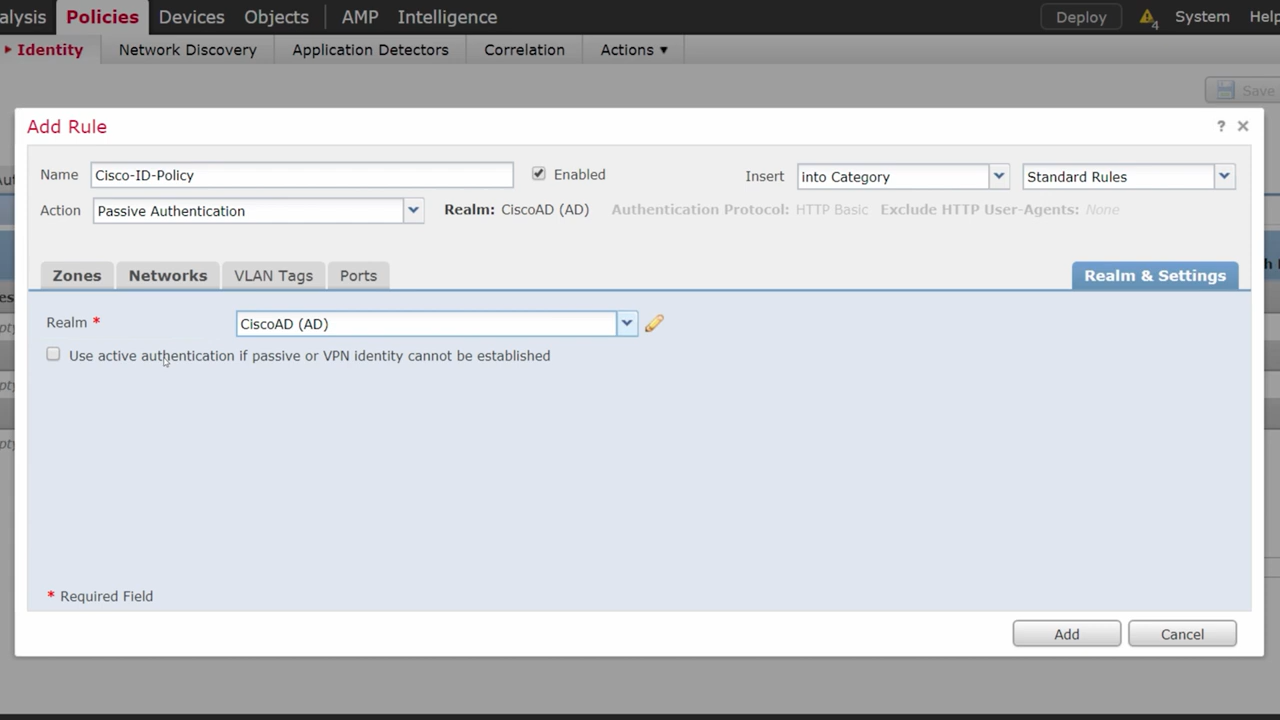 alysis Policies Devices Objects AMP Intelligence Deploy 4 System Help
Identity Network Discovery Application Detectors Correlation Actions
Save
Add Rule ?
Name Cisco-ID-Policy Enabled Insert into Category Standard Rules
Action Passive Authentication Realm: CiscoAD (AD) Authentication Protocol: HTTP Basic Exclude HTTP User-Agents: None
Zones Networks VLAN Tags Ports Realm & Settings
Realm * CiscoAD (AD)
Use active authentication if passive or VPN identity cannot be established
* Required Field
Add Cancel